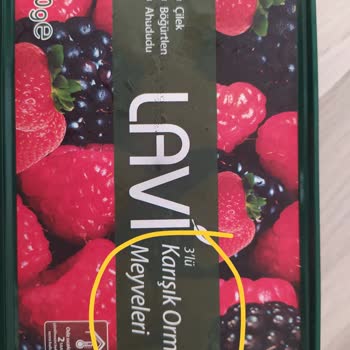 Çilek
Böğürtlen
Ahududu
LAVİ
3'lü
Karışık Orm
Meyveleri